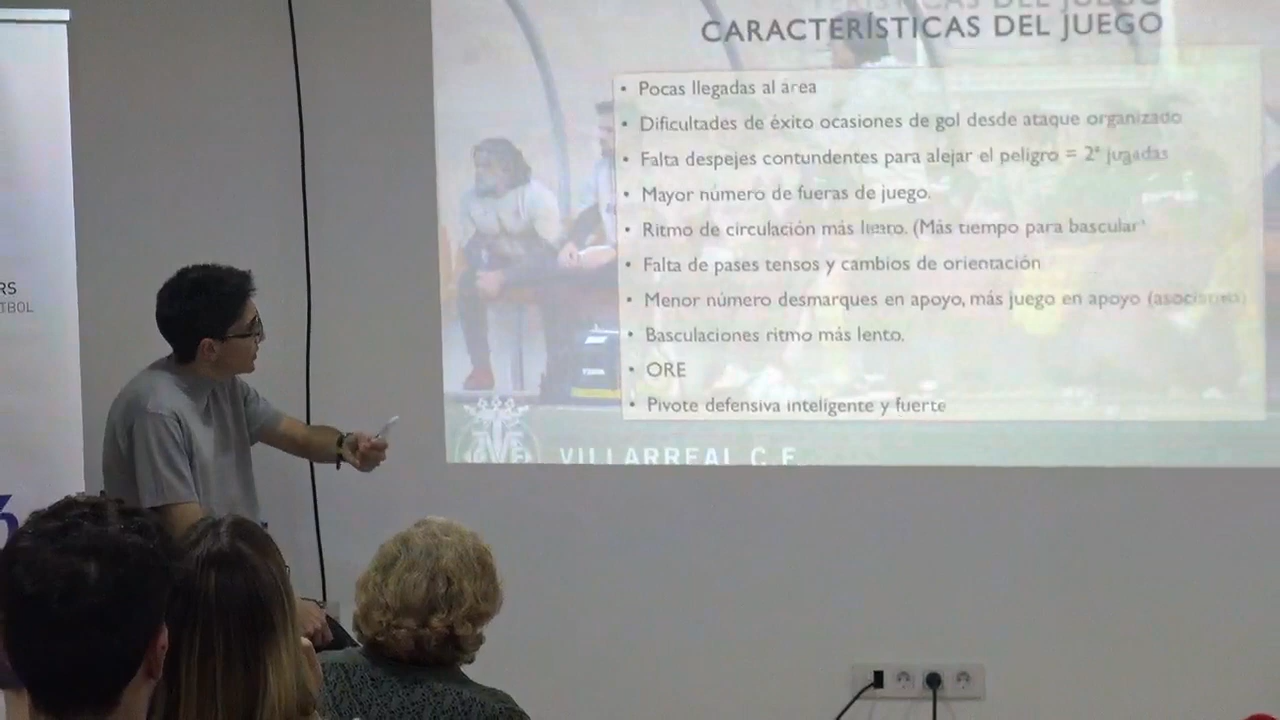 CARACTERÍSTICAS DEL JUEGO
• Pocas llegadas al área
• Dificultades de éxito ocasiones de gol desde ataque organizado
• Falta despejes contundentes para alejar el peligro = 2ª jugadas
• Mayor número de fueras de juego.
• Ritmo de circulación más lento. (Más tiempo para bascular
• Falta de pases tensos y cambios de orientación
• Menor número desmarques en apoyo, más juego en apoyo
• Basculaciones ritmo más lento.
• ORE
• Pivote defensiva inteligente y fuerte
VILLARREAL C.F.
RS
TBOL